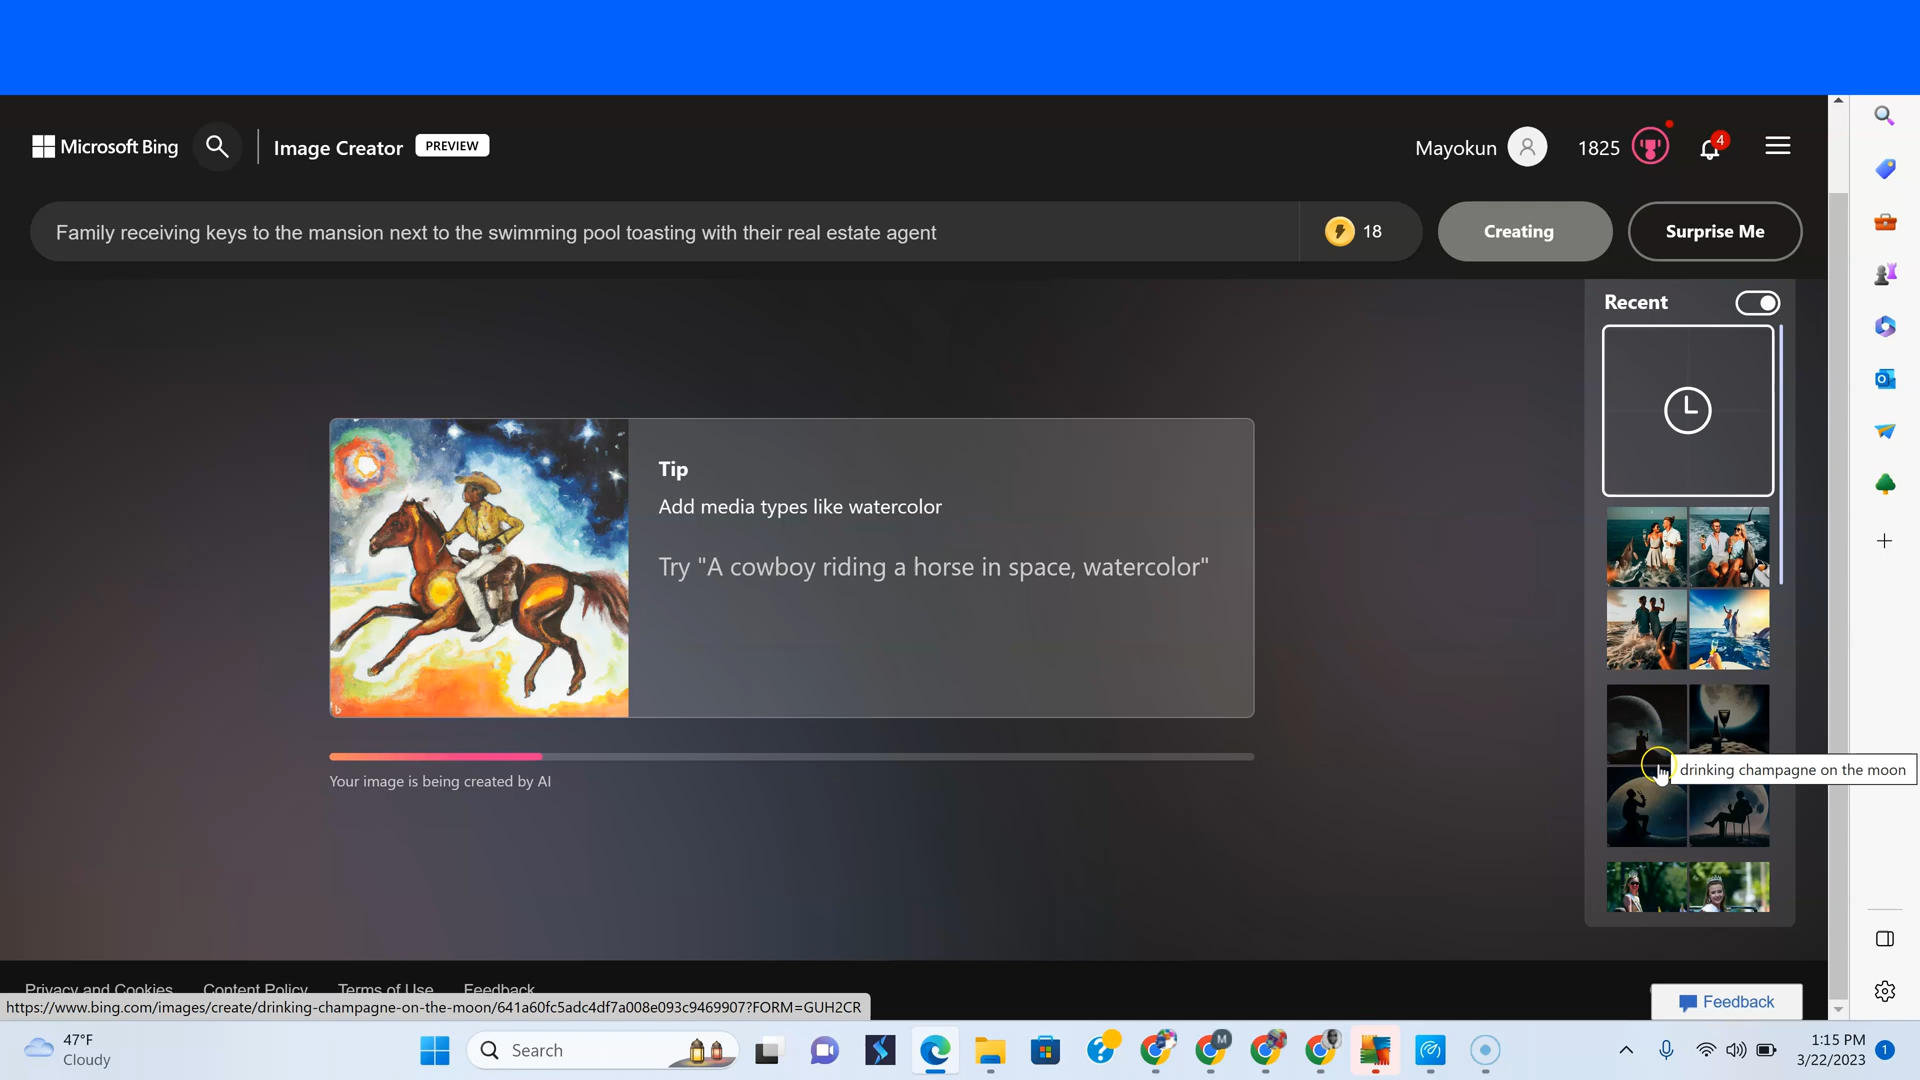 Microsoft Bing
Image Creator
PREVIEW
Mayokun
1825
4
Family receiving keys to the mansion next to the swimming pool toasting with their real estate agent
18
Creating
Surprise Me
Recent
Tip
Add media types like watercolor
Try "A cowboy riding a horse in space, watercolor"
drinking champagne on the moon
Your image is being created by AI
Privacy and Cookies
Content Policy
Terms of Use
Feedback
Feedback
https://www.bing.com/images/create/drinking-champagne-on-the-moon/641a60fc5adc4df7a008e093c9469907?FORM=GUH2CR
47°F
Cloudy
Search
M
1:15 PM
3/22/2023
1